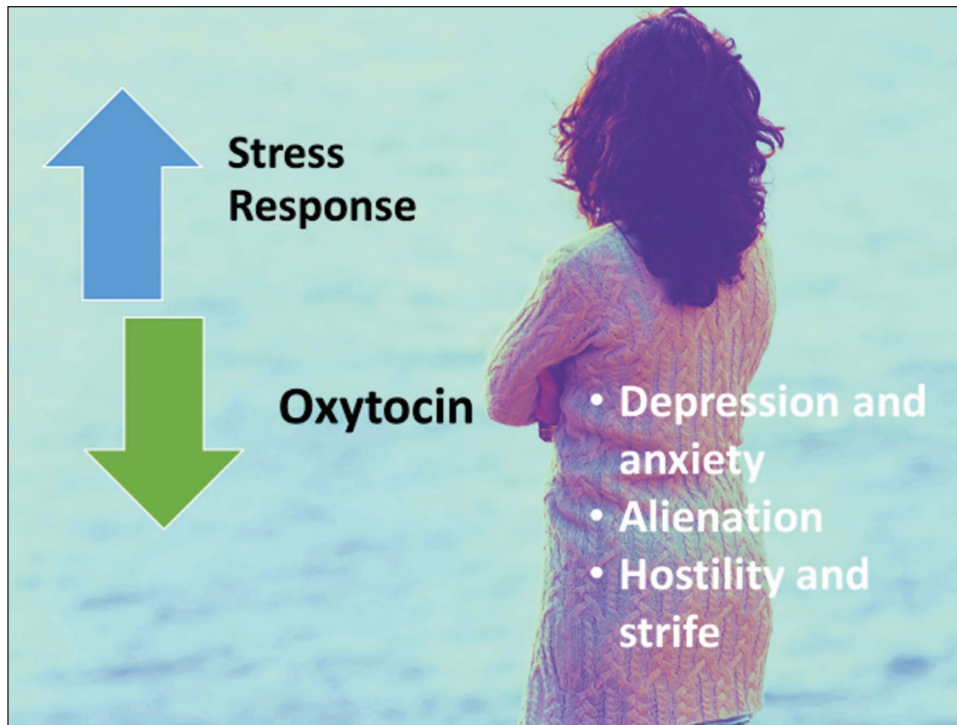 Stress
Response
Oxytocin
• Depression and
anxiety
• Alienation
• Hostility and
strife